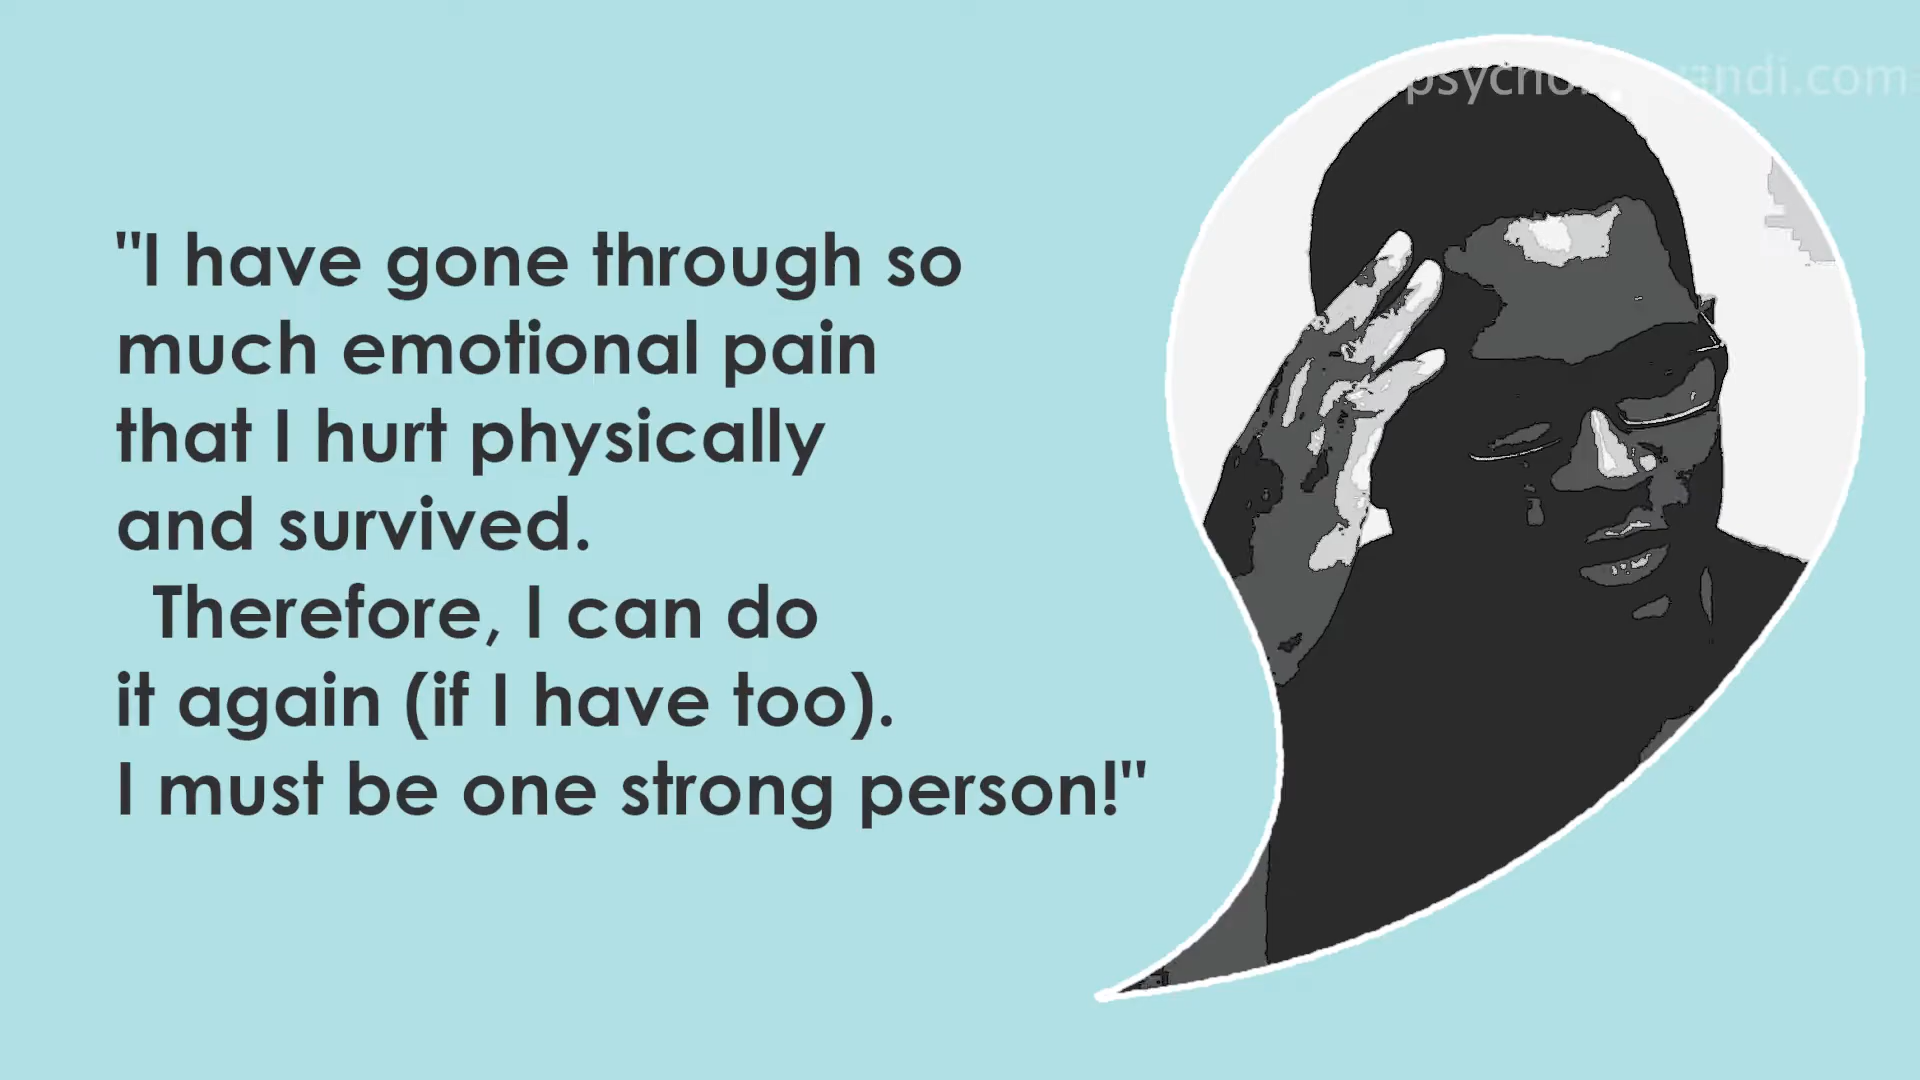 "I have gone through so
much emotional pain
that I hurt physically
and survived.
Therefore, I can do
it again (if I have too).
I must be one strong person!"